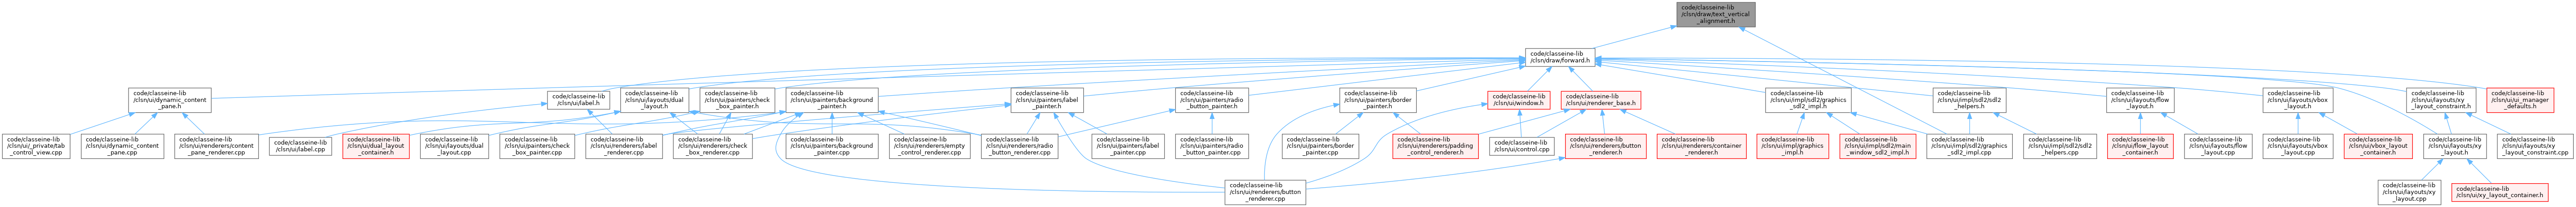 code/classeine-lib
/clsn/draw/text_vertical
_alignment.h
code/classeine-lib
/clsn/draw/forward.h
code/classeine-lib
/clsn/ui/dynamic_content
_pane.h
code/classeine-lib
/clsn/ui/label.h
code/classeine-lib
/clsn/ui/layouts/dual
_layout.h
code/classeine-lib
/clsn/ui/painters/check
_box_painter.h
code/classeine-lib
/clsn/ui/painters/background
_painter.h
code/classeine-lib
/clsn/ui/painters/label
_painter.h
code/classeine-lib
/clsn/ui/painters/radio
_button_painter.h
code/classeine-lib
/clsn/ui/painters/border
_painter.h
code/classeine-lib
/clsn/ui/window.h
code/classeine-lib
/clsn/ui/renderer_base.h
code/classeine-lib
/clsn/ui/impl/sdl2/graphics
_sdl2_impl.h
code/classeine-lib
/clsn/ui/impl/sdl2/sdl2
_helpers.h
code/classeine-lib
/clsn/ui/layouts/flow
_layout.h
code/classeine-lib
/clsn/ui/layouts/vbox
_layout.h
code/classeine-lib
/clsn/ui/layouts/xy
_layout_constraint.h
code/classeine-lib
/clsn/ui/ui_manager
_defaults.h
code/classeine-lib
/clsn/ui/_private/tab
_control_view.cpp
code/classeine-lib
/clsn/ui/dynamic_content
_pane.cpp
code/classeine-lib
/clsn/ui/renderers/content
_pane_renderer.cpp
code/classeine-lib
/clsn/ui/label.cpp
code/classeine-lib
/clsn/ui/dual_layout
_container.h
code/classeine-lib
/clsn/ui/layouts/dual
_layout.cpp
code/classeine-lib
/clsn/ui/painters/check
_box_painter.cpp
code/classeine-lib
/clsn/ui/renderers/label
_renderer.cpp
code/classeine-lib
/clsn/ui/renderers/check
_box_renderer.cpp
code/classeine-lib
/clsn/ui/painters/background
_painter.cpp
code/classeine-lib
/clsn/ui/renderers/empty
_control_renderer.cpp
code/classeine-lib
/clsn/ui/renderers/radio
_button_renderer.cpp
code/classeine-lib
/clsn/ui/painters/label
_painter.cpp
code/classeine-lib
/clsn/ui/painters/radio
_button_painter.cpp
code/classeine-lib
/clsn/ui/painters/border
_painter.cpp
code/classeine-lib
/clsn/ui/renderers/padding
_control_renderer.h
code/classeine-lib
/clsn/ui/control.cpp
code/classeine-lib
/clsn/ui/renderers/button
_renderer.h
code/classeine-lib
/clsn/ui/renderers/container
_renderer.h
code/classeine-lib
/clsn/ui/impl/graphics
_impl.h
code/classeine-lib
/clsn/ui/impl/sdl2/main
_window_sdl2_impl.h
code/classeine-lib
/clsn/ui/impl/sdl2/graphics
_sdl2_impl.cpp
code/classeine-lib
/clsn/ui/impl/sdl2/sdl2
_helpers.cpp
code/classeine-lib
/clsn/ui/flow_layout
_container.h
code/classeine-lib
/clsn/ui/layouts/flow
_layout.cpp
code/classeine-lib
/clsn/ui/layouts/vbox
_layout.cpp
code/classeine-lib
/clsn/ui/vbox_layout
_container.h
code/classeine-lib
/clsn/ui/layouts/xy
_layout.h
code/classeine-lib
/clsn/ui/layouts/xy
_layout_constraint.cpp
code/classeine-lib
/clsn/ui/renderers/button
_renderer.cpp
code/classeine-lib
/clsn/ui/layouts/xy
_layout.cpp
code/classeine-lib
/clsn/ui/xy_layout_container.h